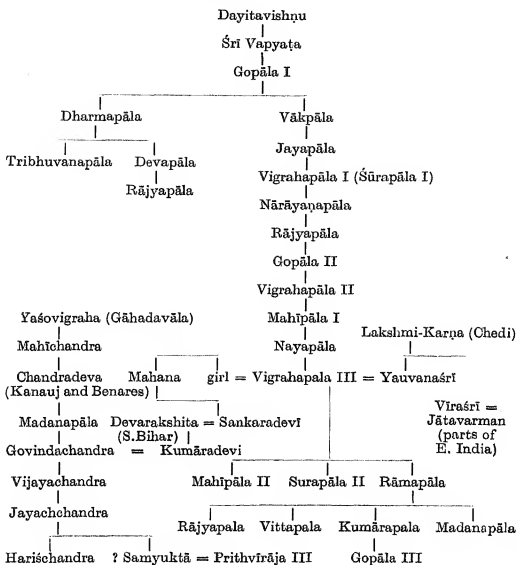 Dayitavishṇu
Śrī Vapyaṭa
Gopāla I
Dharmapāla Vākpāla
Jayapāla
Tribhuvanapāla Devapāla
Vigrahapāla I (Śūrapāla I)
Rājyapāla
Nārāyaṇapāla
Rājyapāla
Gopāla II
Vigrahapāla II
Yaśovigraha (Gāhadavāla) Mahīpāla I
Lakshmi-Karṇa (Chedi)
Mahīchandra Nayapāla
Chandradeva Mahana girl = Vigrahapala III = Yauvanaśrī
(Kanauj and Benares)
Madanapāla Devarakshita = Sankaradevī
(S.Bihar)
Vīraśrī =
Jātavarman
(parts of
E. India)
Govindachandra = Kumāradevi
Vijayachandra Mahīpāla II Surapāla II Rāmapāla
Jayachchandra
Rājyapala Vittapala Kumārapala Madanapāla
Hariśchandra ? Samyuktā = Prithvīrāja III Gopāla III